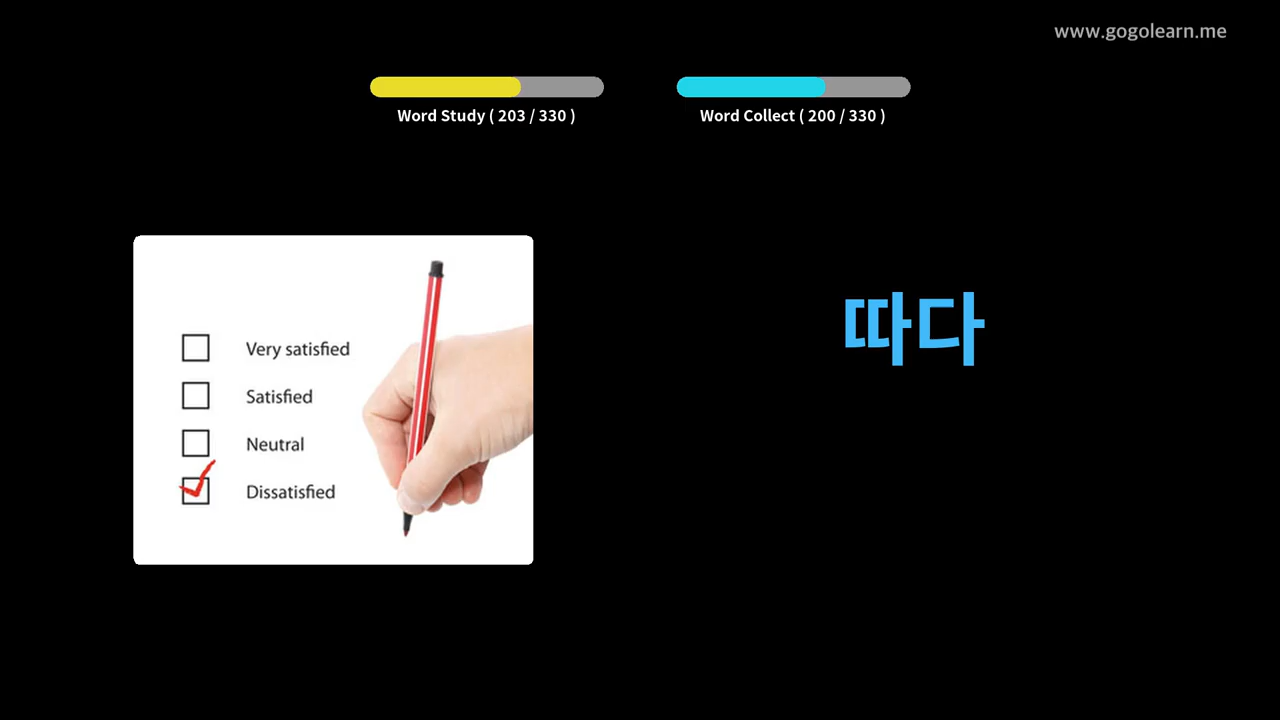 www.gogolearn.me
Word Study ( 203 / 330 )
Word Collect ( 200 / 330 )
Very satisfied
Satisfied
Neutral
Dissatisfied
따다